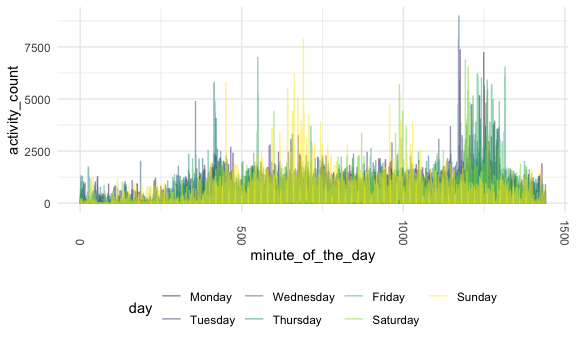 activity_count
7500
5000
2500
0
0
500
1000
1500
minute_of_the_day
day
Monday
Wednesday
Friday
Sunday
Tuesday
Thursday
Saturday